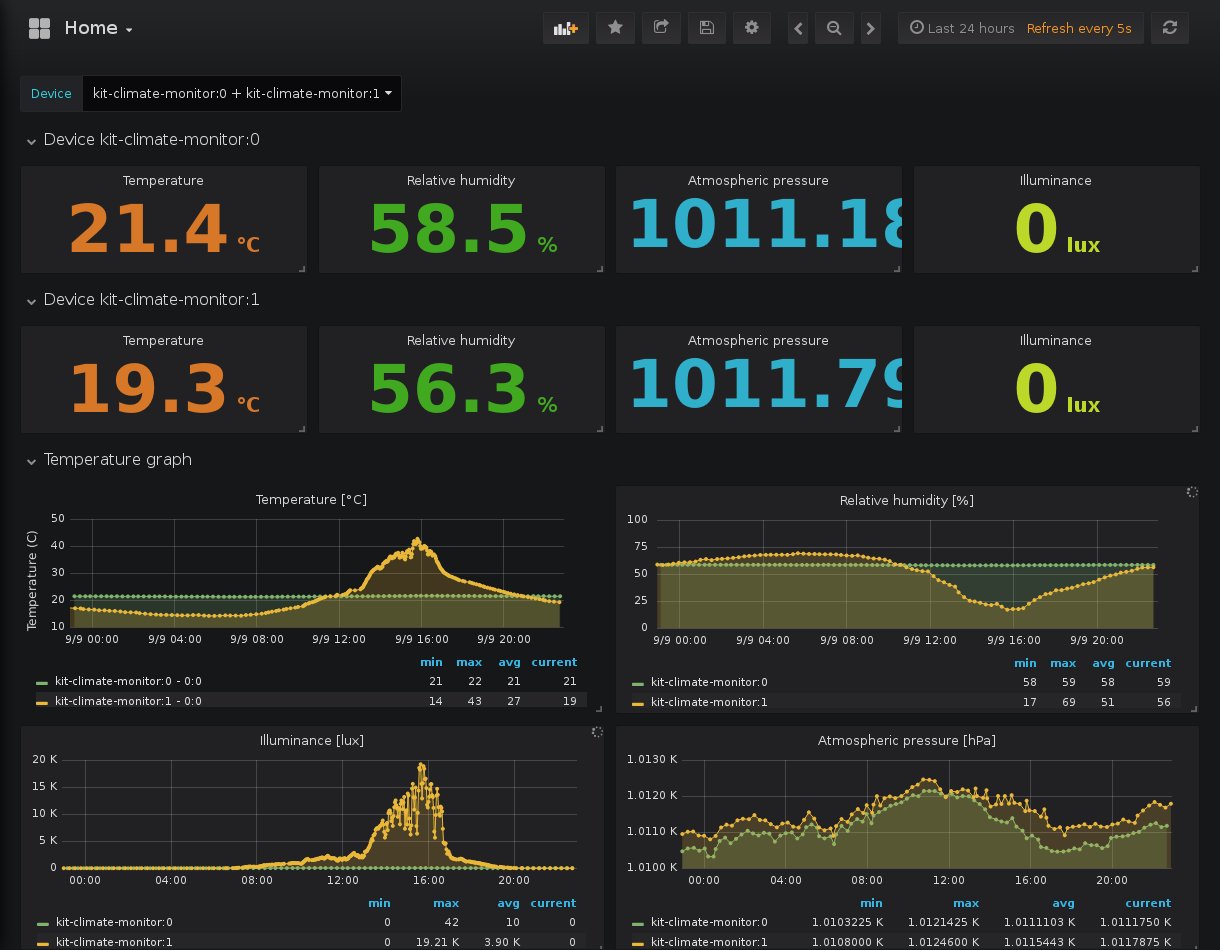 Home
Last 24 hours Refresh every 5s
Device kit-climate-monitor:0 + kit-climate-monitor:1
Device kit-climate-monitor:0
Temperature Relative humidity Atmospheric pressure Illuminance
21.4 °C 58.5 % 1011.18 0 lux
Device kit-climate-monitor:1
Temperature Relative humidity Atmospheric pressure Illuminance
19.3 °C 56.3 % 1011.79 0 lux
Temperature graph
Temperature [°C]
Temperature (C)
50
40
30
20
10
9/9 00:00 9/9 04:00 9/9 08:00 9/9 12:00 9/9 16:00 9/9 20:00
min max avg current
kit-climate-monitor:0 - 0:0 21 22 21 21
kit-climate-monitor:1 - 0:0 14 43 27 19
Relative humidity [%]
100
75
50
25
0
9/9 00:00 9/9 04:00 9/9 08:00 9/9 12:00 9/9 16:00 9/9 20:00
min max avg current
kit-climate-monitor:0 58 59 58 59
kit-climate-monitor:1 17 69 51 56
Illuminance [lux]
20 K
15 K
10 K
5 K
0
00:00 04:00 08:00 12:00 16:00 20:00
min max avg current
kit-climate-monitor:0 0 42 10 0
kit-climate-monitor:1 0 19.21 K 3.90 K 0
Atmospheric pressure [hPa]
1.0130 K
1.0120 K
1.0110 K
1.0100 K
00:00 04:00 08:00 12:00 16:00 20:00
min max avg current
kit-climate-monitor:0 1.0103225 K 1.0121425 K 1.0111103 K 1.0111750 K
kit-climate-monitor:1 1.0108000 K 1.0124600 K 1.0115443 K 1.0117875 K